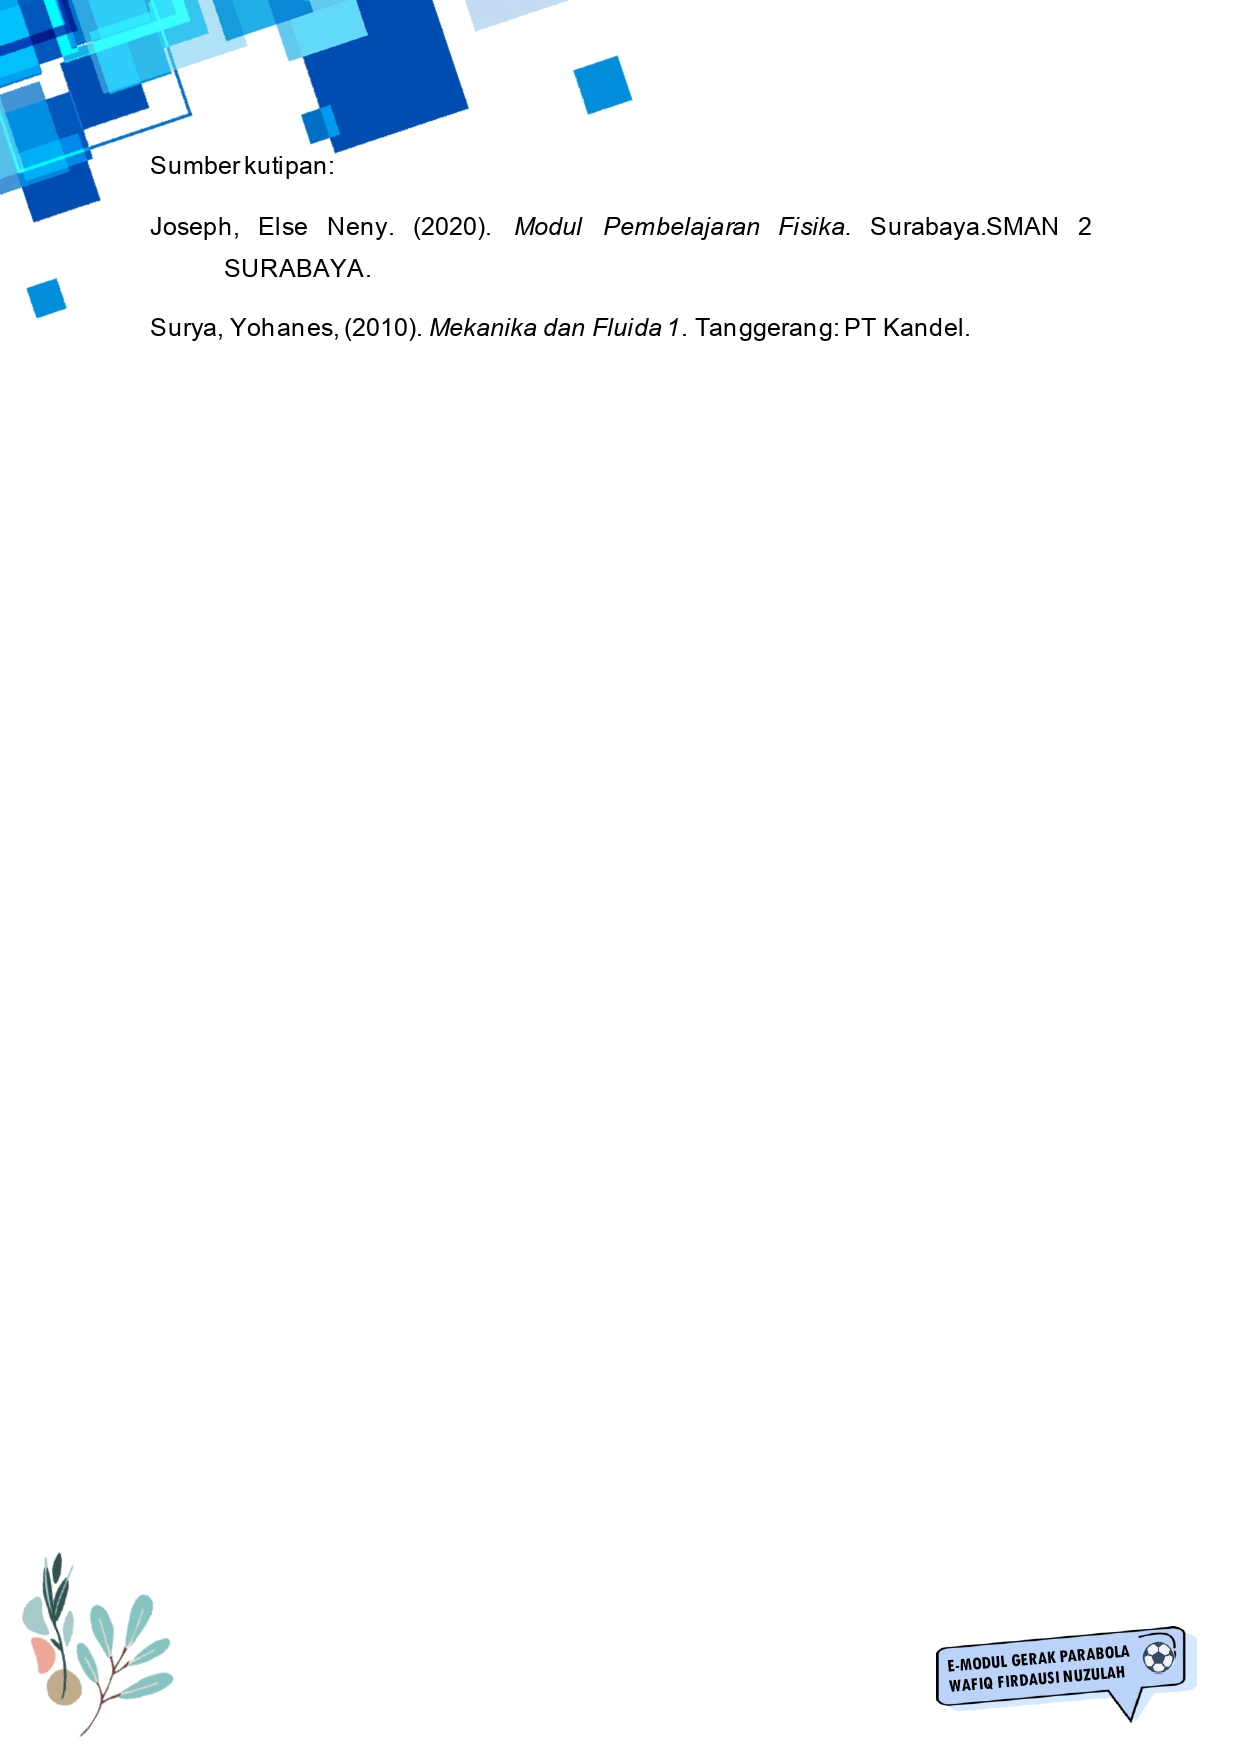 Sumber kutipan:
Joseph, Else Neny. (2020). Modul Pembelajaran Fisika. Surabaya.SMAN 2
SURABAYA.
Surya, Yohanes, (2010). Mekanika dan Fluida 1. Tanggerang: PT Kandel.
E-MODUL GERAK PARABOLA
WAFIQ FIRDAUSI NUZULAH